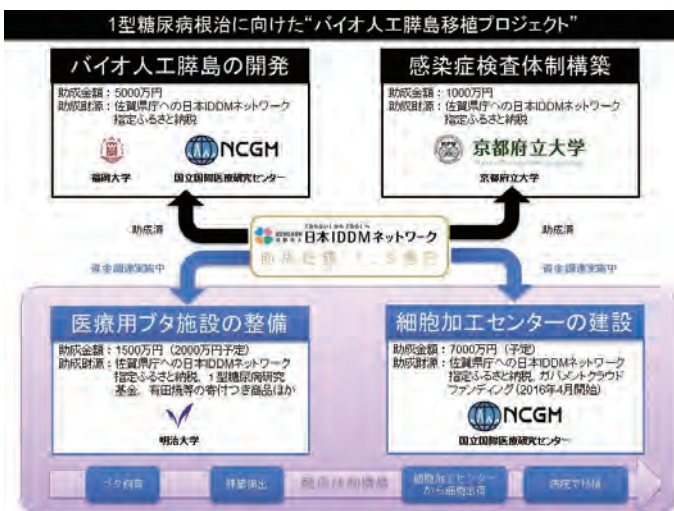 1型糖尿病根治に向けた“バイオ人工膵島移植プロジェクト”
バイオ人工膵島の開発
助成金額：5000万円
助成財源：佐賀県庁への日本IDDMネットワーク
指定ふるさと納税
福岡大学
NCGM
国立国際医療研究センター
感染症検査体制構築
助成金額：1000万円
助成財源：佐賀県庁への日本IDDMネットワーク
指定ふるさと納税
京都府立大学
京都府立大学
助成済
日本IDDMネットワーク
助成済
資金調達実施中
資金調達実施中
医療用ブタ施設の整備
助成金額：1500万円（2000万円予定）
助成財源：佐賀県庁への日本IDDMネットワーク
指定ふるさと納税、1型糖尿病研究
基金、有田焼等の寄付つき商品ほか
明治大学
細胞加工センターの建設
助成金額：7000万円（予定）
助成財源：佐賀県庁への日本IDDMネットワーク
指定ふるさと納税、ガバメントクラウド
ファンディング（2016年4月開始）
NCGM
国立国際医療研究センター
膵臓摘出
細胞加工センター
から細胞出荷
病院で移植